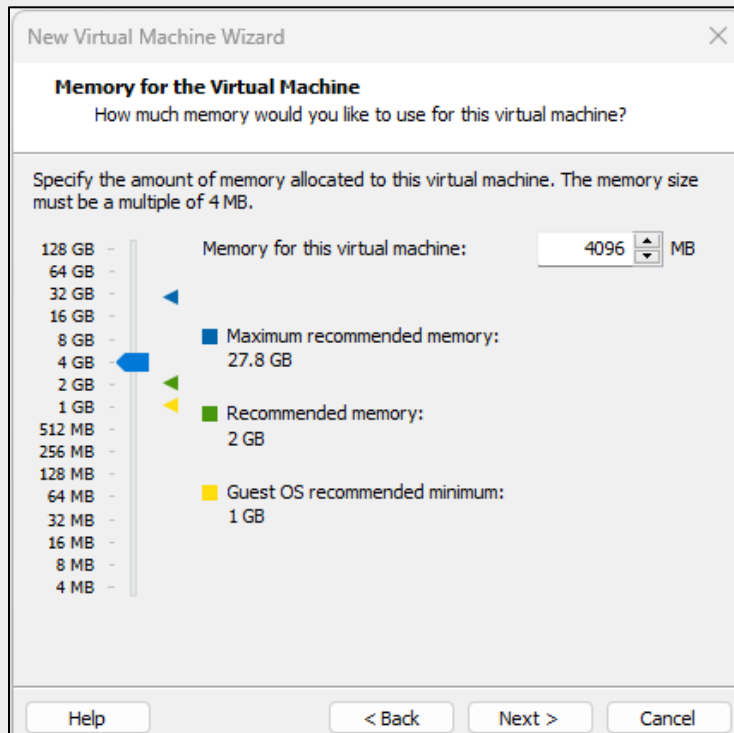 New Virtual Machine Wizard
Memory for the Virtual Machine
How much memory would you like to use for this virtual machine?
Specify the amount of memory allocated to this virtual machine. The memory size
must be a multiple of 4 MB.
128 GB
64 GB
32 GB
16 GB
8 GB
4 GB
2 GB
1 GB
512 MB
256 MB
128 MB
64 MB
32 MB
16 MB
8 MB
4 MB
Memory for this virtual machine: 4096 MB
Maximum recommended memory:
27.8 GB
Recommended memory:
2 GB
Guest OS recommended minimum:
1 GB
Help < Back Next > Cancel